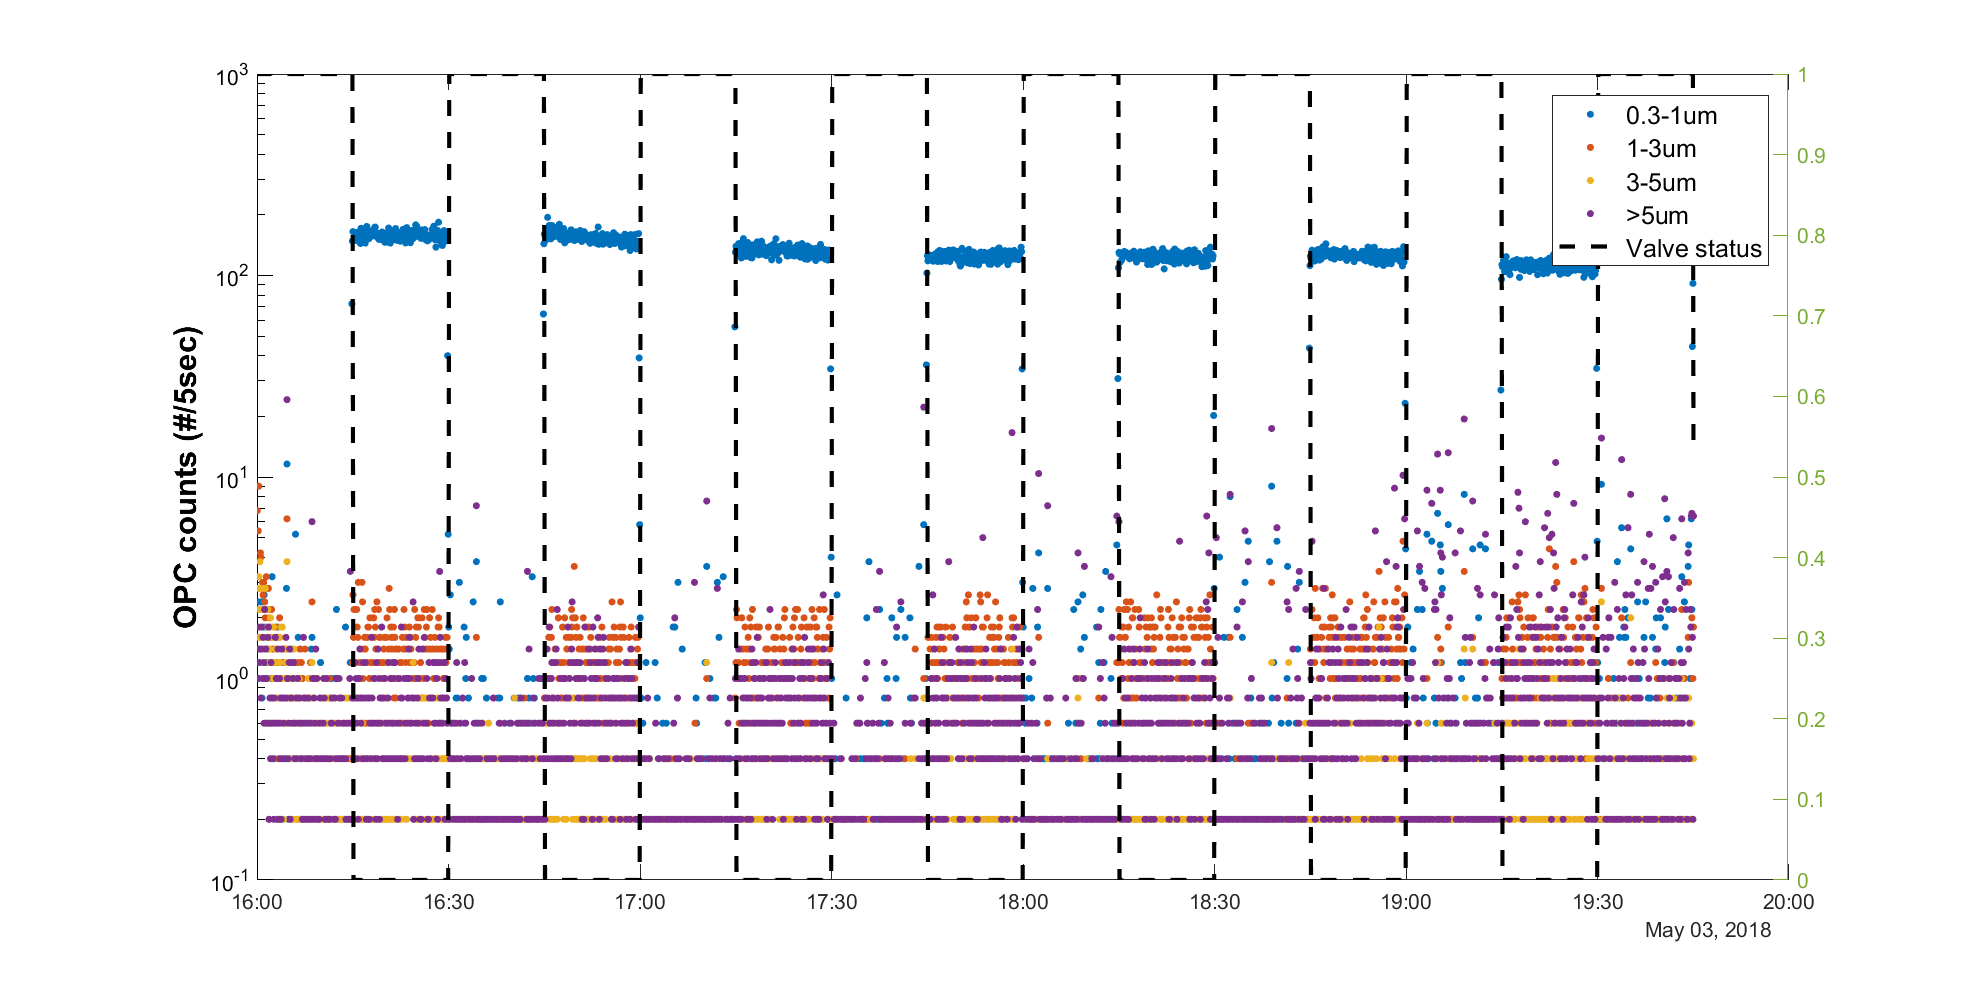 OPC counts (#/5sec)
10^3
10^2
10^1
10^0
10^-1
1
0.9
0.8
0.7
0.6
0.5
0.4
0.3
0.2
0.1
0
0.3-1um
1-3um
3-5um
>5um
Valve status
16:00 16:30 17:00 17:30 18:00 18:30 19:00 19:30 20:00
May 03, 2018